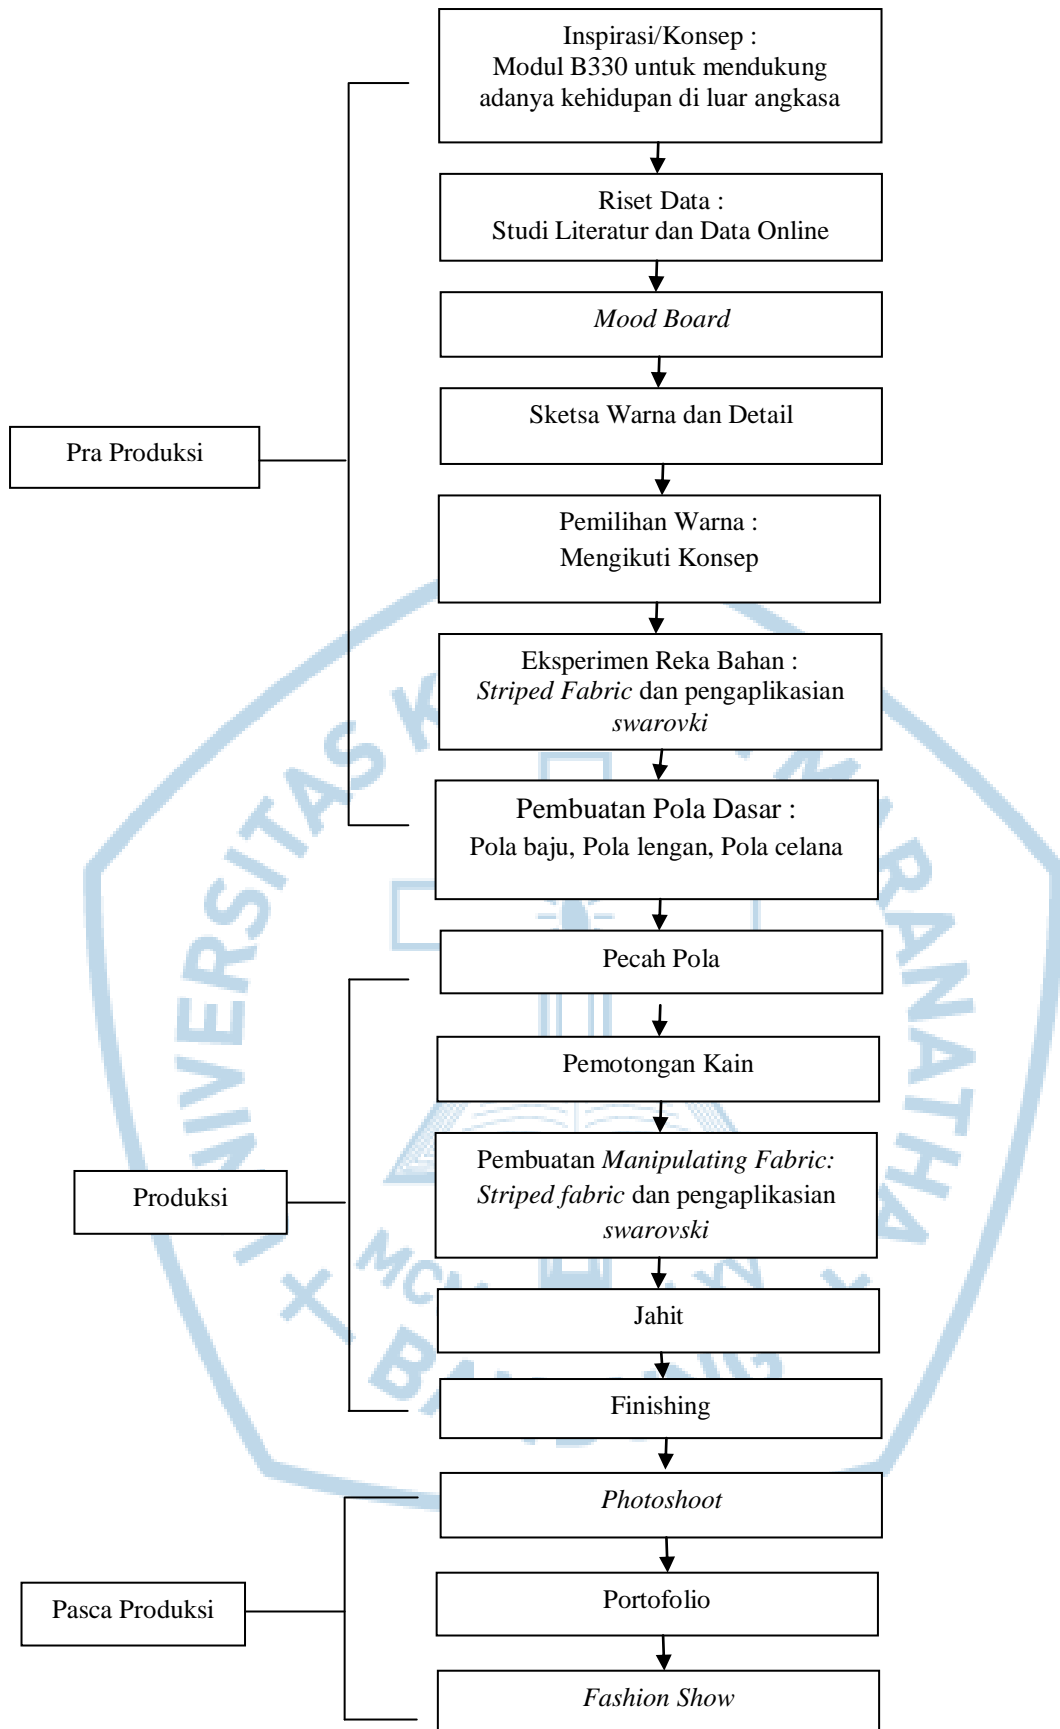 Inspirasi/Konsep :
Modul B330 untuk mendukung
adanya kehidupan di luar angkasa
Riset Data :
Studi Literatur dan Data Online
Mood Board
Sketsa Warna dan Detail
Pra Produksi
Pemilihan Warna :
Mengikuti Konsep
Eksperimen Reka Bahan :
Striped Fabric dan pengaplikasian
swarovki
Pembuatan Pola Dasar :
Pola baju, Pola lengan, Pola celana
Pecah Pola
Pemotongan Kain
Pembuatan Manipulating Fabric:
Striped fabric dan pengaplikasian
swarovski
Produksi
Jahit
Finishing
Photoshoot
Portofolio
Pasca Produksi
Fashion Show
UNIVERSITAS K
MARANATHA